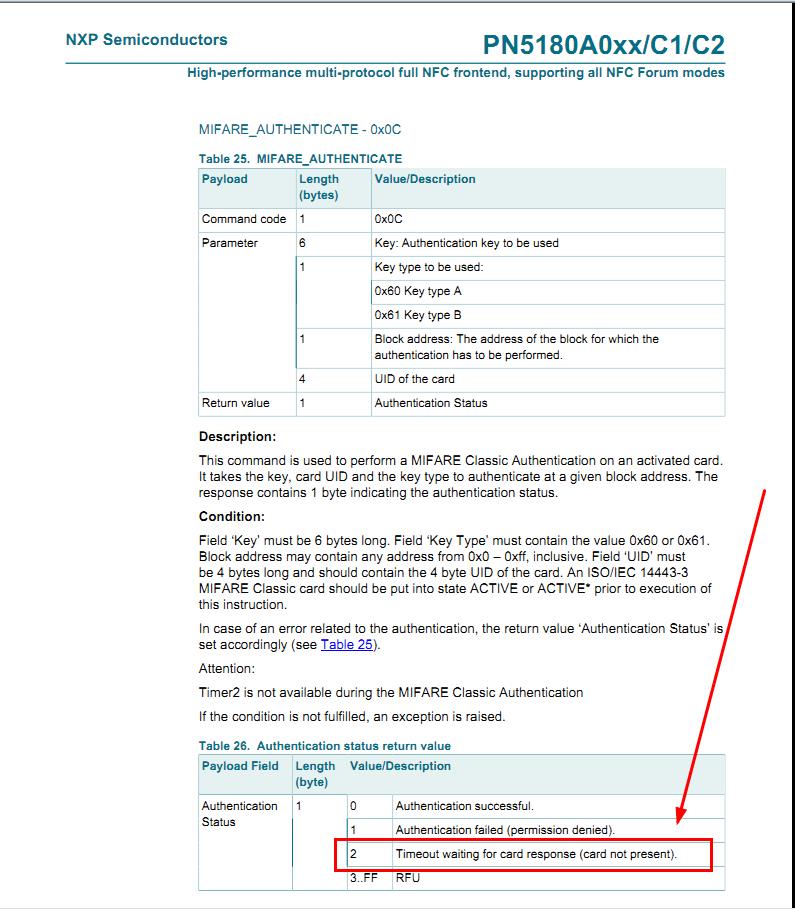 NXP Semiconductors
PN5180A0xx/C1/C2
High-performance multi-protocol full NFC frontend, supporting all NFC Forum modes
MIFARE_AUTHENTICATE - 0x0C
Table 25. MIFARE_AUTHENTICATE
Payload Length (bytes) Value/Description
Command code 1 0x0C
Parameter 6 Key: Authentication key to be used
1 Key type to be used:
0x60 Key type A
0x61 Key type B
1 Block address: The address of the block for which the
authentication has to be performed.
4 UID of the card
Return value 1 Authentication Status
Description:
This command is used to perform a MIFARE Classic Authentication on an activated card.
It takes the key, card UID and the key type to authenticate at a given block address. The
response contains 1 byte indicating the authentication status.
Condition:
Field ‘Key’ must be 6 bytes long. Field ‘Key Type’ must contain the value 0x60 or 0x61.
Block address may contain any address from 0x0 – 0xff, inclusive. Field ‘UID’ must
be 4 bytes long and should contain the 4 byte UID of the card. An ISO/IEC 14443-3
MIFARE Classic card should be put into state ACTIVE or ACTIVE* prior to execution of
this instruction.
In case of an error related to the authentication, the return value ‘Authentication Status’ is
set accordingly (see Table 25).
Attention:
Timer2 is not available during the MIFARE Classic Authentication
If the condition is not fulfilled, an exception is raised.
Table 26. Authentication status return value
Payload Field Length (byte) Value/Description
Authentication Status 1 0 Authentication successful.
1 Authentication failed (permission denied).
2 Timeout waiting for card response (card not present).
3..FF RFU